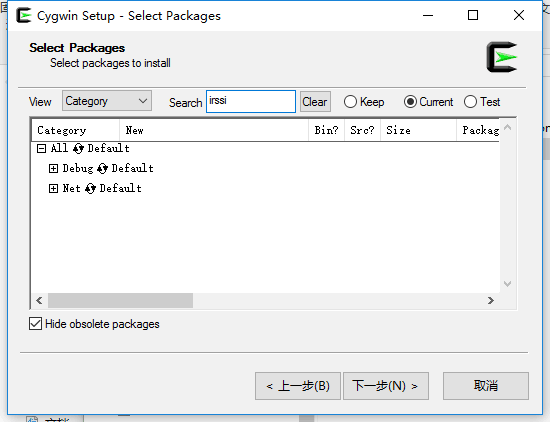 Cygwin Setup - Select Packages
Select Packages
Select packages to install
View Category Search irssi Clear Keep Current Test
Category New Bin? Src? Size Packag
All Default
Debug Default
Net Default
Hide obsolete packages
< 上一步(B) 下一步(N) > 取消
文档